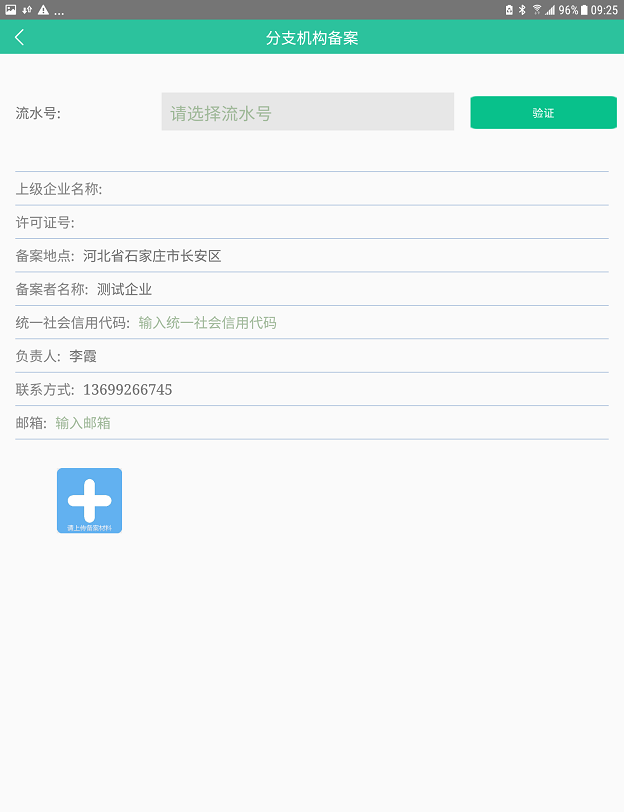 ... 96% 09:25
分支机构备案
流水号: 请选择流水号 验证
上级企业名称:
许可证号:
备案地点: 河北省石家庄市长安区
备案者名称: 测试企业
统一社会信用代码: 输入统一社会信用代码
负责人: 李霞
联系方式: 13699266745
邮箱: 输入邮箱
请上传备案材料